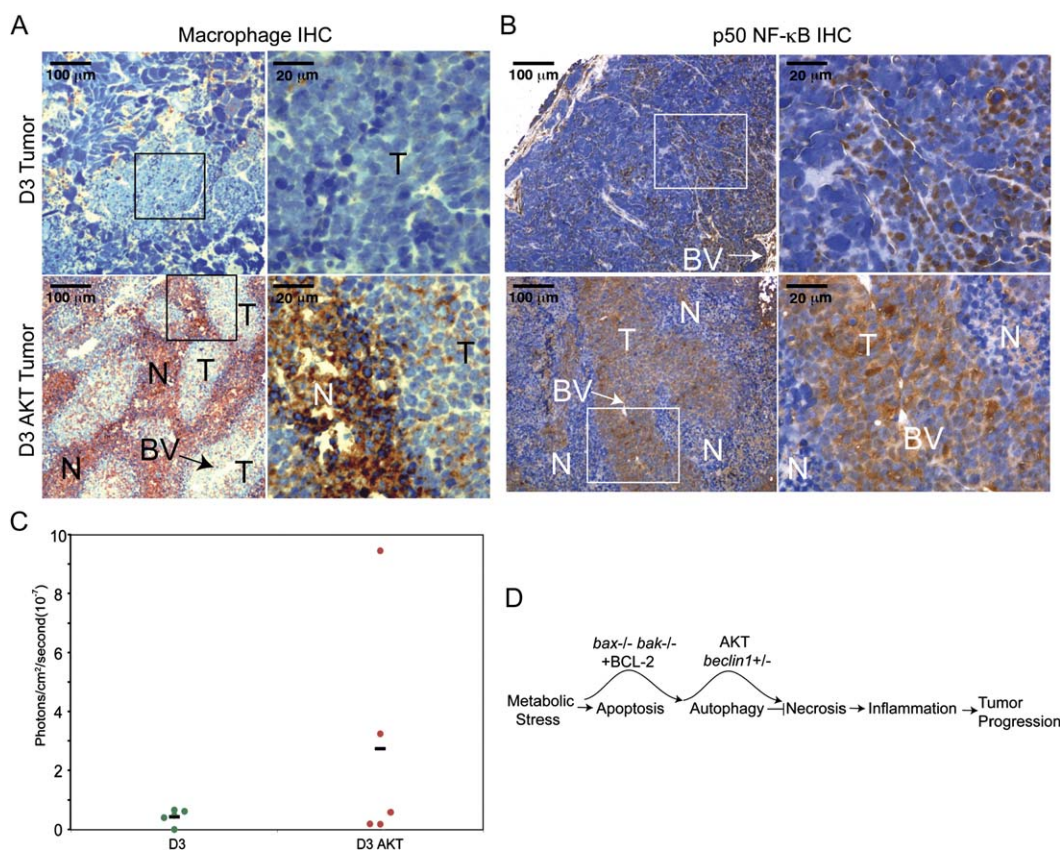 A
Macrophage IHC
B
p50 NF-κB IHC
D3 Tumor
100 μm
20 μm
T
100 μm
BV
20 μm
D3 AKT Tumor
100 μm
T
N
T
BV
N
T
20 μm
T
N
N
T
BV
N
N
20 μm
T
N
BV
N
C
Photons/cm²/second(10⁻⁷)
10
8
6
4
2
0
D3
D3 AKT
D
bax-/- bak-/-
+BCL-2
AKT
beclin1+/-
Metabolic
Stress
Apoptosis
Autophagy
Necrosis
Inflammation
Tumor
Progression